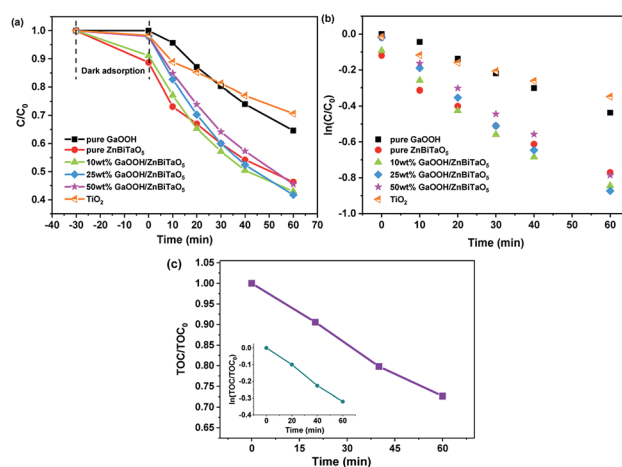 (a)
1.0
0.9
0.8
0.7
0.6
0.5
0.4
C/C0
Dark adsorption
pure GaOOH
pure ZnBiTaO5
10wt% GaOOH/ZnBiTaO5
25wt% GaOOH/ZnBiTaO5
50wt% GaOOH/ZnBiTaO5
TiO2
-40 -30 -20 -10 0 10 20 30 40 50 60 70
Time (min)
(b)
0.0
-0.2
-0.4
-0.6
-0.8
-1.0
ln(C/C0)
pure GaOOH
pure ZnBiTaO5
10wt% GaOOH/ZnBiTaO5
25wt% GaOOH/ZnBiTaO5
50wt% GaOOH/ZnBiTaO5
TiO2
0 10 20 30 40 50 60
Time (min)
(c)
1.05
1.00
0.95
0.90
0.85
0.80
0.75
TOC/TOC0
0.0
-0.1
-0.2
-0.3
-0.4
ln(TOC/TOC0)
0 20 40 60
Time (min)
0 15 30 45 60
Time (min)